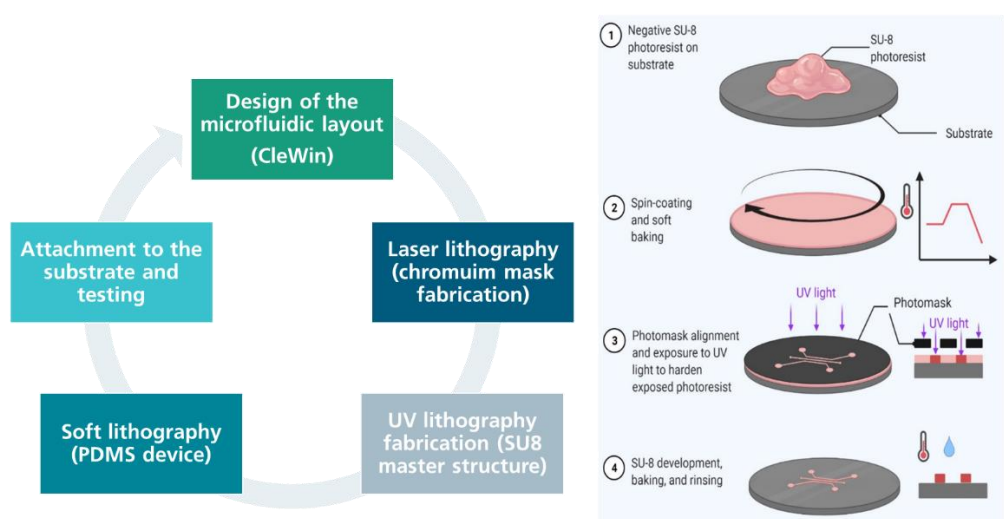 Design of the
microfluidic layout
(CleWin)
Laser lithography
(chromuim mask
fabrication)
UV lithography
fabrication (SU8
master structure)
Soft lithography
(PDMS device)
Attachment to the
substrate and
testing
1
Negative SU-8
photoresist on
substrate
SU-8
photoresist
Substrate
2
Spin-coating
and soft
baking
UV light
Photomask
UV light
3
Photomask alignment
and exposure to UV
light to harden
exposed photoresist
4
SU-8 development,
baking, and rinsing